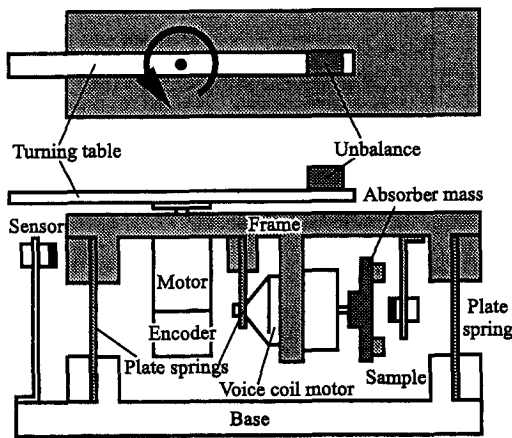 Turning table
Unbalance
Absorber mass
Sensor
Frame
Motor
Encoder
Plate springs
Voice coil motor
Sample
Plate
spring
Base